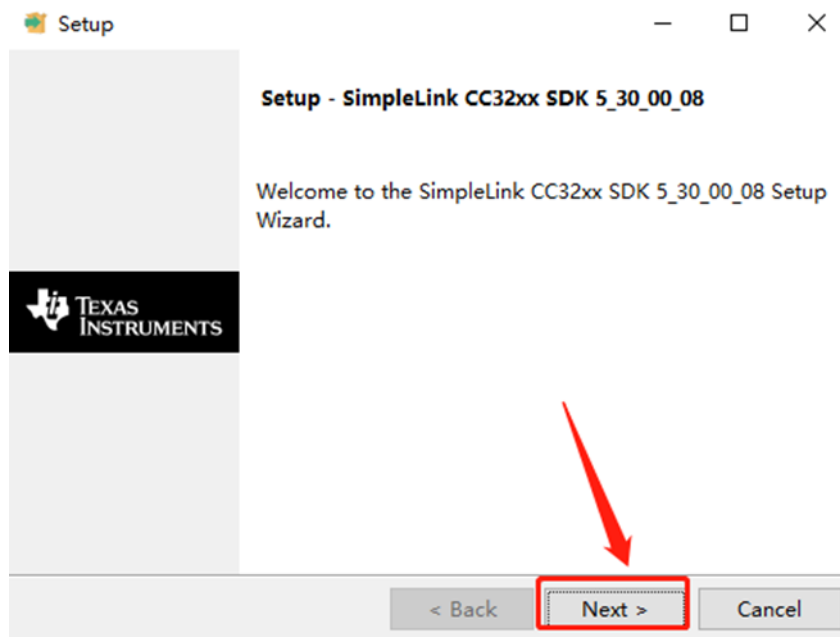 Setup
Setup - SimpleLink CC32xx SDK 5_30_00_08
Welcome to the SimpleLink CC32xx SDK 5_30_00_08 Setup
Wizard.
TEXAS
INSTRUMENTS
< Back
Next >
Cancel